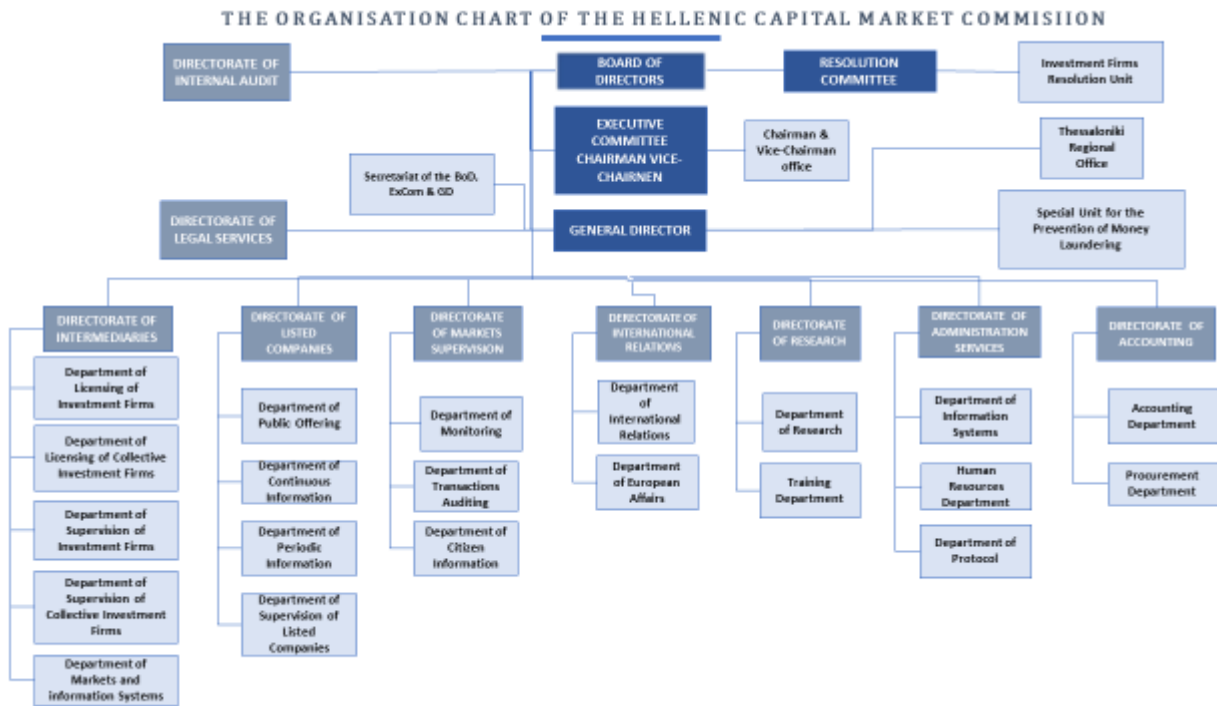 THE ORGANISATION CHART OF THE HELLENIC CAPITAL MARKET COMMISIION
DIRECTORATE OF
INTERNAL AUDIT
BOARD OF
DIRECTORS
RESOLUTION
COMMITTEE
Investment Firms
Resolution Unit
EXECUTIVE
COMMITTEE
CHAIRMAN VICE-
CHAIRNEN
Chairman &
Vice-Chairman
office
Thessaloniki
Regional
Office
Secretariat of the BoD,
ExCom & GD
DIRECTORATE OF
LEGAL SERVICES
GENERAL DIRECTOR
Special Unit for the
Prevention of Money
Laundering
DIRECTORATE OF
INTERMEDIARIES
Department of
Licensing of
Investment Firms
Department of
Licensing of Collective
Investment Firms
Department of
Supervision of
Investment Firms
Department of
Supervision of
Collective Investment
Firms
Department of
Markets and
information Systems
DIRECTORATE OF
LISTED
COMPANIES
Department of
Public Offering
Department of
Continuous
Information
Department of
Periodic
Information
Department of
Supervision of
Listed
Companies
DIRECTORATE
OF MARKETS
SUPERVISION
Department of
Monitoring
Department of
Transactions
Auditing
Department of
Citizen
Information
DERECTORATE OF
INTERNATIONAL
RELATIONS
Department
of
International
Relations
Department
of European
Affairs
DIRECTORATE
OF RESEARCH
Department
of Research
Training
Department
DIRECTORATE OF
ADMINISTRATION
SERVICES
Department of
Information
Systems
Human
Resources
Department
Department of
Protocol
DIRECTORATE OF
ACCOUNTING
Accounting
Department
Procurement
Department